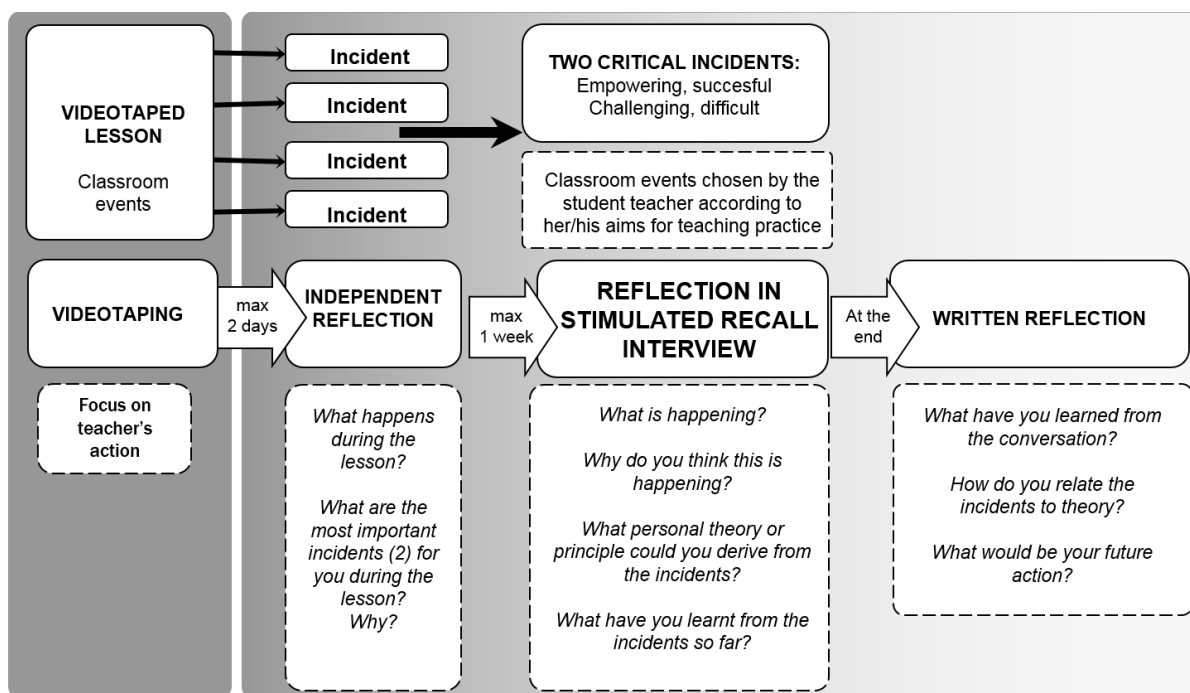 VIDEOTAPED
LESSON
Classroom
events
Incident
Incident
Incident
Incident
TWO CRITICAL INCIDENTS:
Empowering, succesful
Challenging, difficult
Classroom events chosen by the
student teacher according to
her/his aims for teaching practice
VIDEOTAPING
max
2 days
INDEPENDENT
REFLECTION
max
1 week
REFLECTION IN
STIMULATED RECALL
INTERVIEW
At the
end
WRITTEN REFLECTION
Focus on
teacher's
action
What happens
during the
lesson?
What are the
most important
incidents (2) for
you during the
lesson?
Why?
What is happening?
Why do you think this is
happening?
What personal theory or
principle could you derive from
the incidents?
What have you learnt from the
incidents so far?
What have you learned from
the conversation?
How do you relate the
incidents to theory?
What would be your future
action?